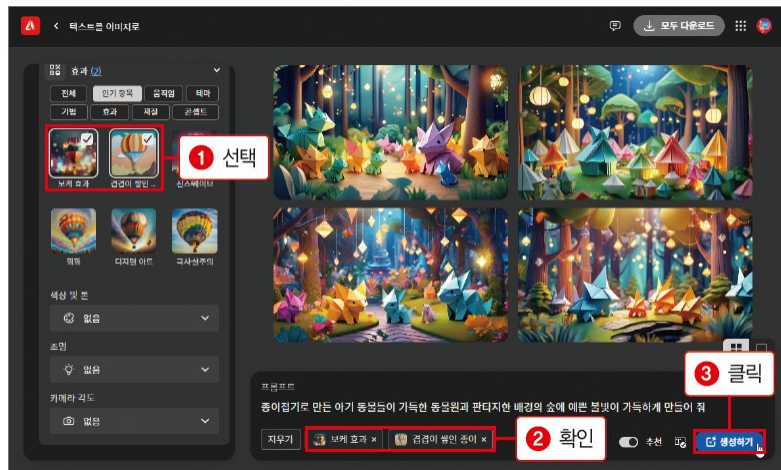 텍스트를 이미지로
모두 다운로드
효과 (2)
전체 인기 항목 움직임 테마
기법 효과 재질 콘셉트
보케 효과 겹겹이 쌓인 ... 신스웨이브
1 선택
회화 디지털 아트 극사실주의
색상 및 톤
없음
조명
없음
카메라 각도
없음
프롬프트
종이접기로 만든 아기 동물들이 가득한 동물원과 판타지한 배경의 숲에 예쁜 불빛이 가득하게 만들어 줘
3 클릭
지우기 보케 효과 × 겹겹이 쌓인 종이 ×
2 확인
추천
생성하기